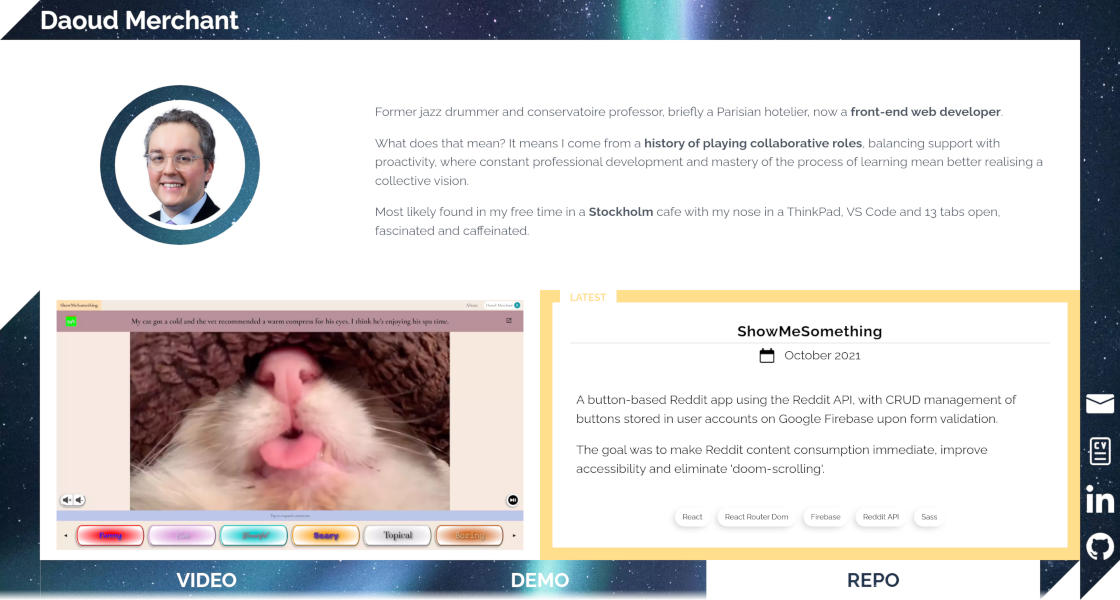 Daoud Merchant
Former jazz drummer and conservatoire professor, briefly a Parisian hotelier, now a front-end web developer.
What does that mean? It means I come from a history of playing collaborative roles, balancing support with
proactivity, where constant professional development and mastery of the process of learning mean better realising a
collective vision.
Most likely found in my free time in a Stockholm cafe with my nose in a ThinkPad, VS Code and 13 tabs open,
fascinated and caffeinated.
ShowMeSomething
About
Daoud Merchant
My cat got a cold and the vet recommended a warm compress for his eyes. I think he's enjoying his spa time.
Scary
Topical
Boring
LATEST
ShowMeSomething
October 2021
A button-based Reddit app using the Reddit API, with CRUD management of
buttons stored in user accounts on Google Firebase upon form validation.
The goal was to make Reddit content consumption immediate, improve
accessibility and eliminate 'doom-scrolling'.
React
React Router Dom
Firebase
Reddit API
Sass
CV
in
VIDEO
DEMO
REPO